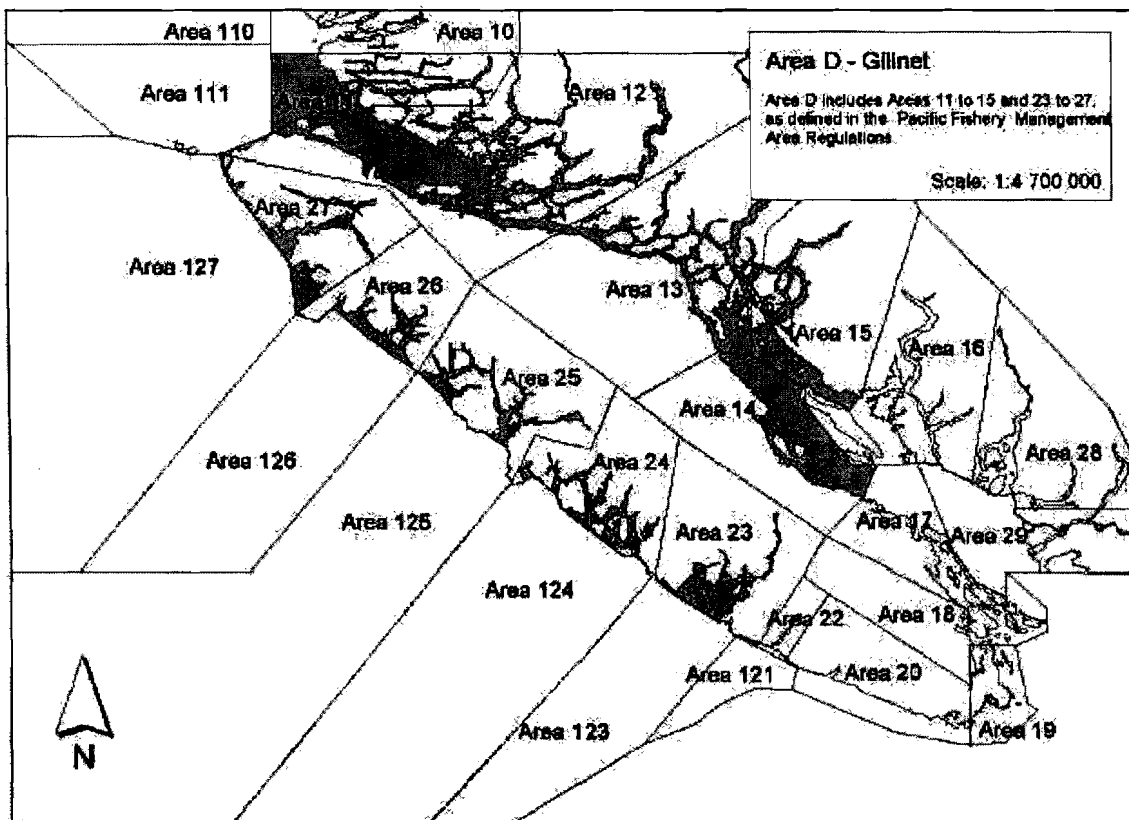 Area 110
Area 10
Area D - Gillnet
Area D includes Areas 11 to 15 and 23 to 27,
as defined in the Pacific Fishery Management
Area Regulations
Scale: 1:4 700 000
Area 111
Area 11
Area 12
Area 27
Area 127
Area 26
Area 13
Area 15
Area 16
Area 25
Area 14
Area 126
Area 24
Area 28
Area 125
Area 23
Area 17
Area 29
Area 124
Area 22
Area 18
Area 121
Area 20
Area 123
Area 19
N